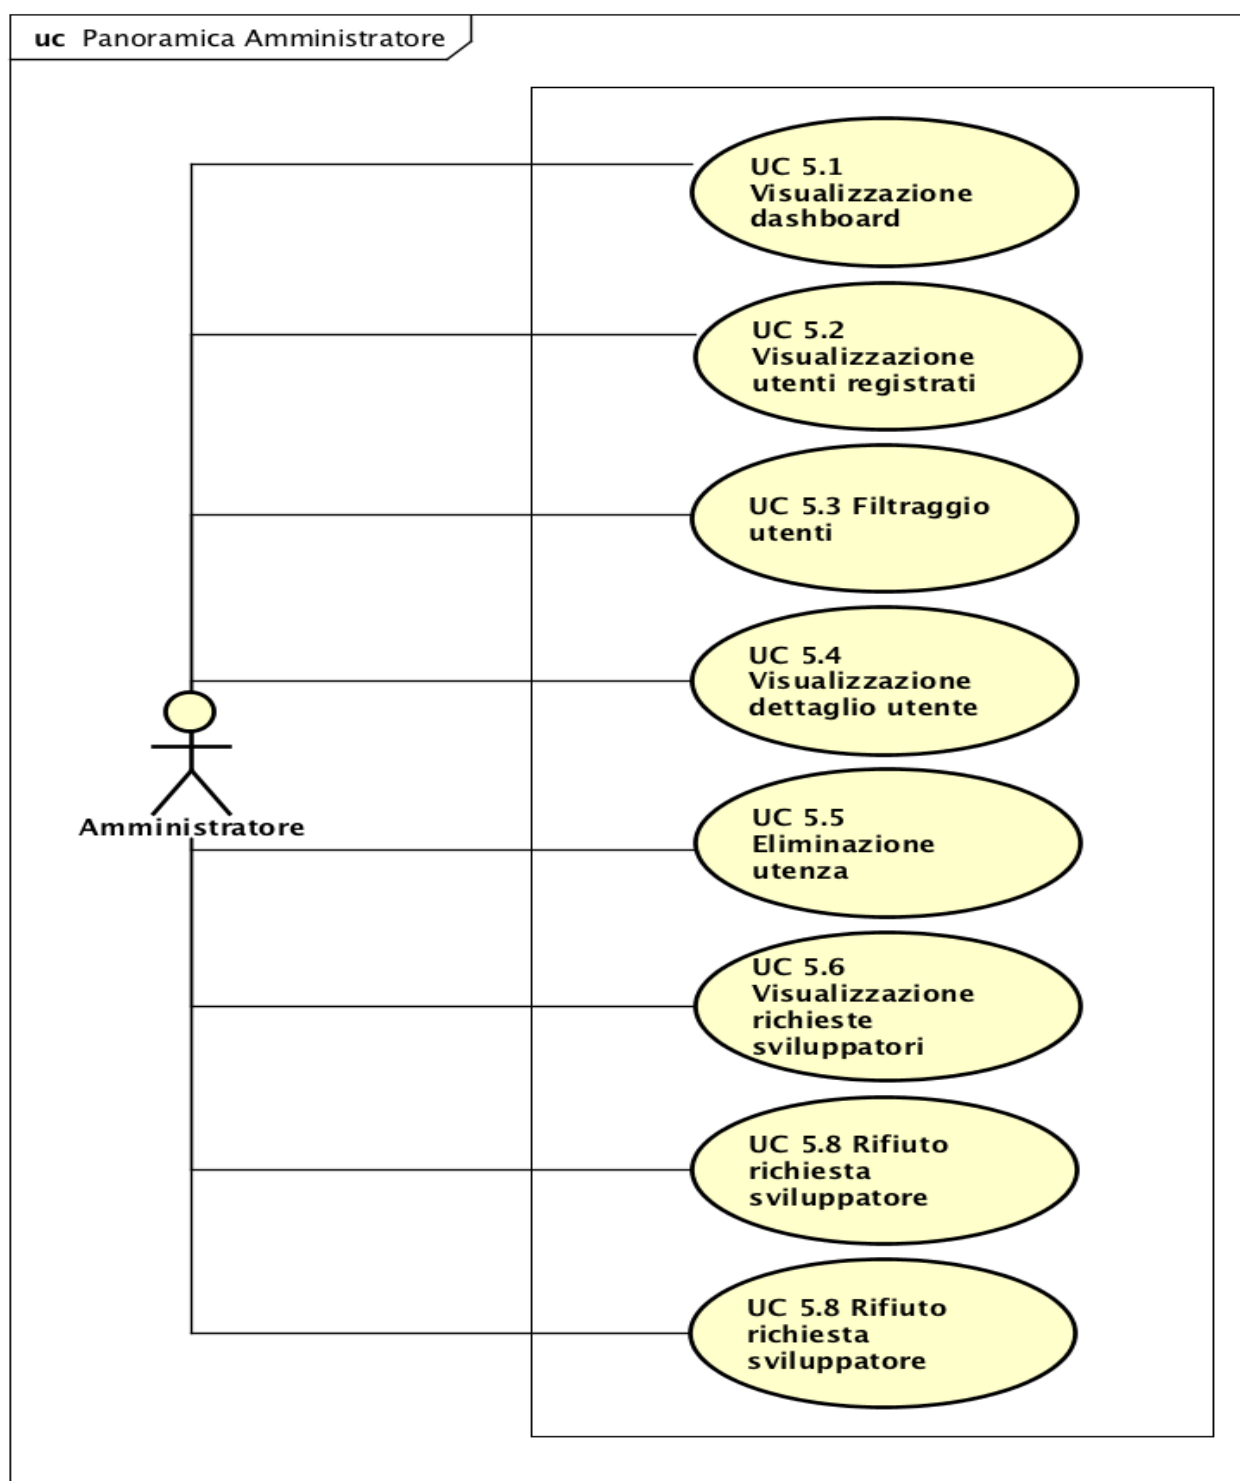 uc Panoramica Amministratore
UC 5.1
Visualizzazione
dashboard
UC 5.2
Visualizzazione
utenti registrati
UC 5.3 Filtraggio
utenti
UC 5.4
Visualizzazione
dettaglio utente
Amministratore
UC 5.5
Eliminazione
utenza
UC 5.6
Visualizzazione
richieste
sviluppatori
UC 5.8 Rifiuto
richiesta
sviluppatore
UC 5.8 Rifiuto
richiesta
sviluppatore